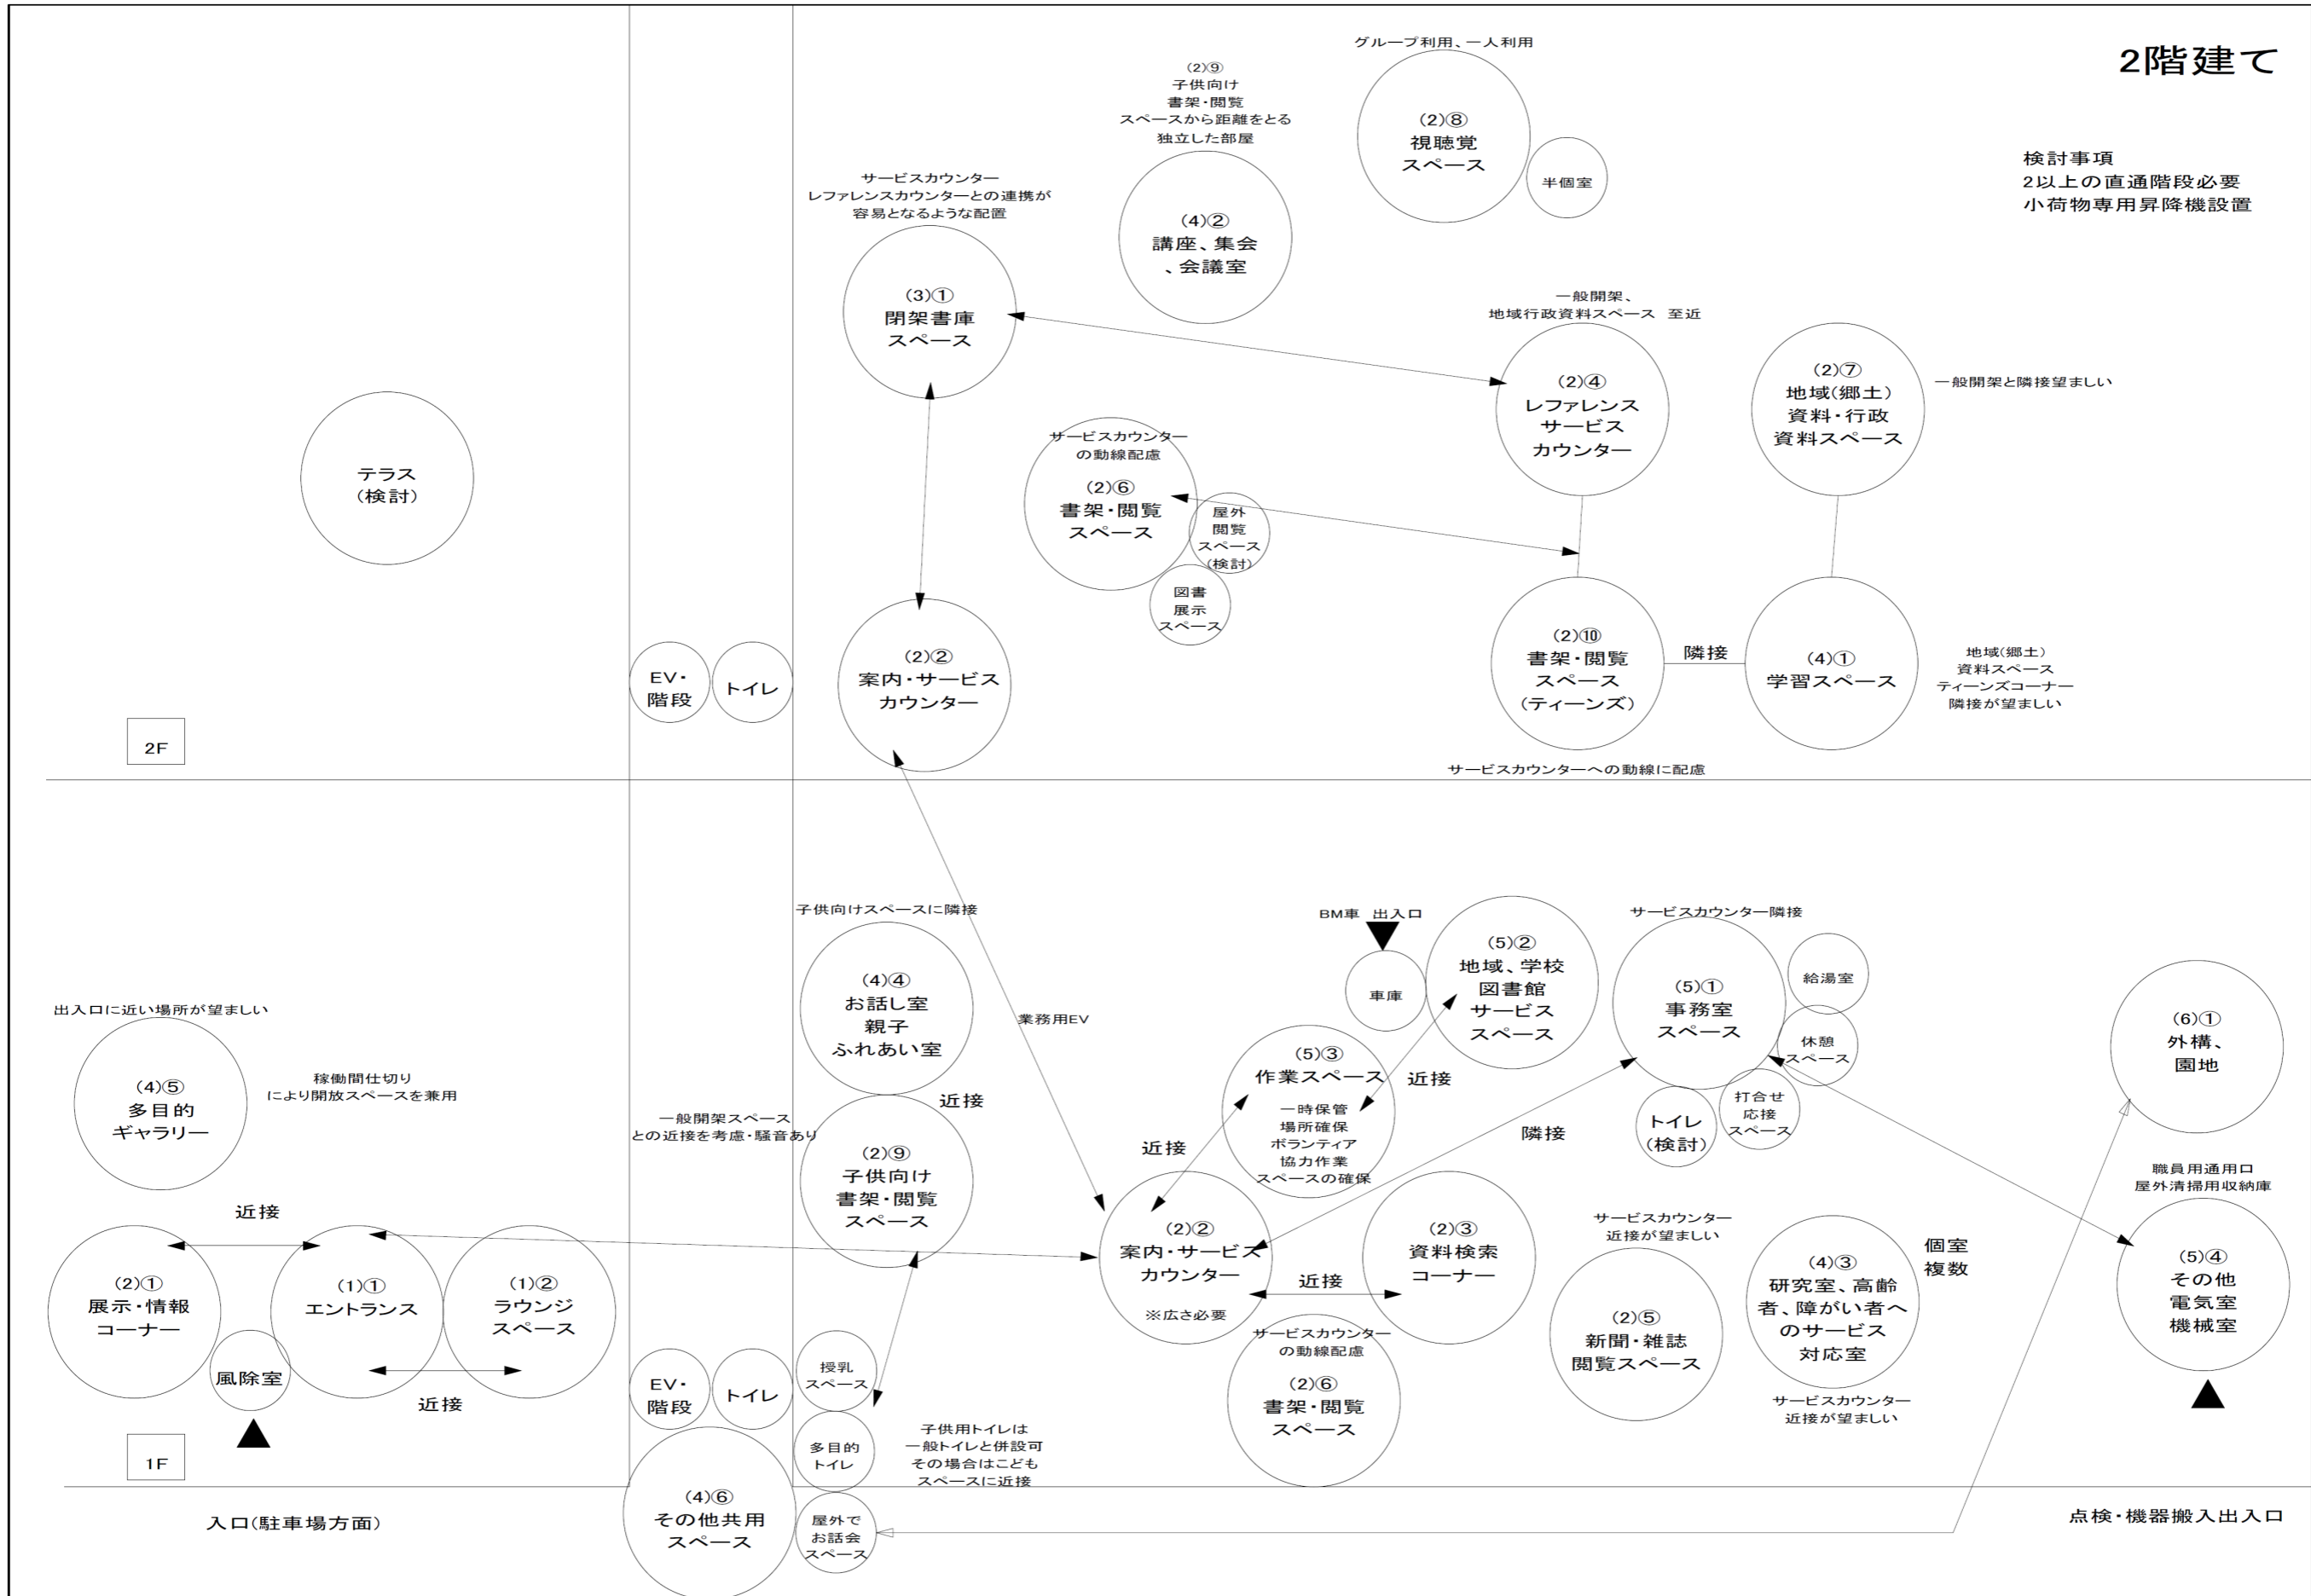 2階建て
検討事項
2以上の直通階段必要
小荷物専用昇降機設置
グループ利用、一人利用
(2)⑧
視聴覚
スペース
半個室
(2)⑨
子供向け
書架・閲覧
スペースから距離をとる
独立した部屋
(4)②
講座、集会
、会議室
サービスカウンター
レファレンスカウンターとの連携が
容易となるような配置
(3)①
閉架書庫
スペース
一般開架、
地域行政資料スペース 至近
(2)④
レファレンス
サービス
カウンター
(2)⑦
地域(郷土)
資料・行政
資料スペース
一般開架と隣接望ましい
テラス
(検討)
サービスカウンター
の動線配慮
(2)⑥
書架・閲覧
スペース
屋外
閲覧
スペース
(検討)
図書
展示
スペース
(2)②
案内・サービス
カウンター
EV・
階段
トイレ
(2)⑩
書架・閲覧
スペース
(ティーンズ)
隣接
(4)①
学習スペース
地域(郷土)
資料スペース
ティーンズコーナー
隣接が望ましい
サービスカウンターへの動線に配慮
2F
子供向けスペースに隣接
(4)④
お話し室
親子
ふれあい室
業務用EV
BM車 出入口
車庫
(5)②
地域、学校
図書館
サービス
スペース
サービスカウンター隣接
(5)①
事務室
スペース
給湯室
休憩
スペース
打合せ
応接
スペース
トイレ
(検討)
(6)①
外構、
園地
出入口に近い場所が望ましい
(4)⑤
多目的
ギャラリー
稼働間仕切り
により開放スペースを兼用
一般開架スペース
との近接を考慮・騒音あり
近接
(2)⑨
子供向け
書架・閲覧
スペース
(5)③
作業スペース
一時保管
場所確保
ボランティア
協力作業
スペースの確保
近接
近接
隣接
職員用通用口
屋外清掃用収納庫
(5)④
その他
電気室
機械室
近接
(2)①
展示・情報
コーナー
風除室
(1)①
エントランス
(1)②
ラウンジ
スペース
近接
(2)②
案内・サービス
カウンター
※広さ必要
近接
(2)③
資料検索
コーナー
サービスカウンター
近接が望ましい
(2)⑤
新聞・雑誌
閲覧スペース
(4)③
研究室、高齢
者、障がい者へ
のサービス
対応室
個室
複数
サービスカウンター
近接が望ましい
サービスカウンター
の動線配慮
(2)⑥
書架・閲覧
スペース
EV・
階段
トイレ
授乳
スペース
多目的
トイレ
子供用トイレは
一般トイレと併設可
その場合はこども
スペースに近接
1F
(4)⑥
その他共用
スペース
屋外で
お話会
スペース
入口(駐車場方面)
点検・機器搬入出入口